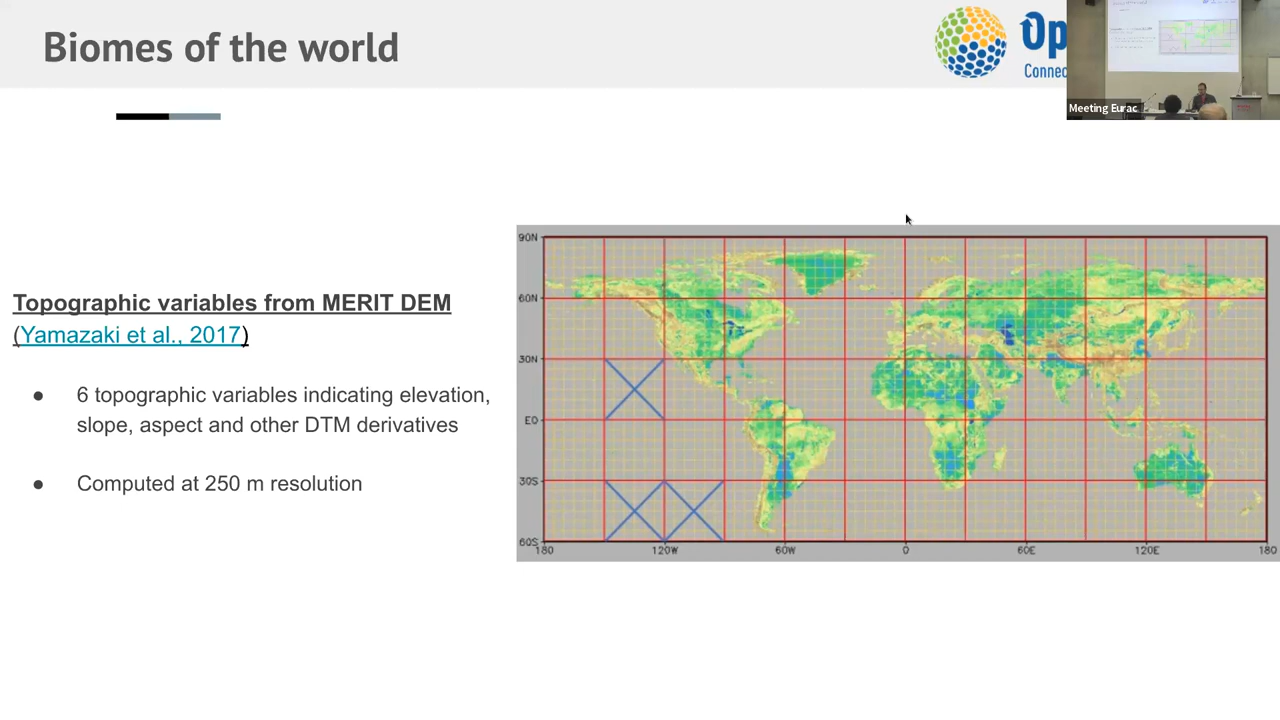 Biomes of the world
Op
Connec
Meeting Eurac
Topographic variables from MERIT DEM
(Yamazaki et al., 2017)
● 6 topographic variables indicating elevation,
slope, aspect and other DTM derivatives
● Computed at 250 m resolution
90N
60N
30N
EQ
30S
60S
180 120W 60W 0 60E 120E 180